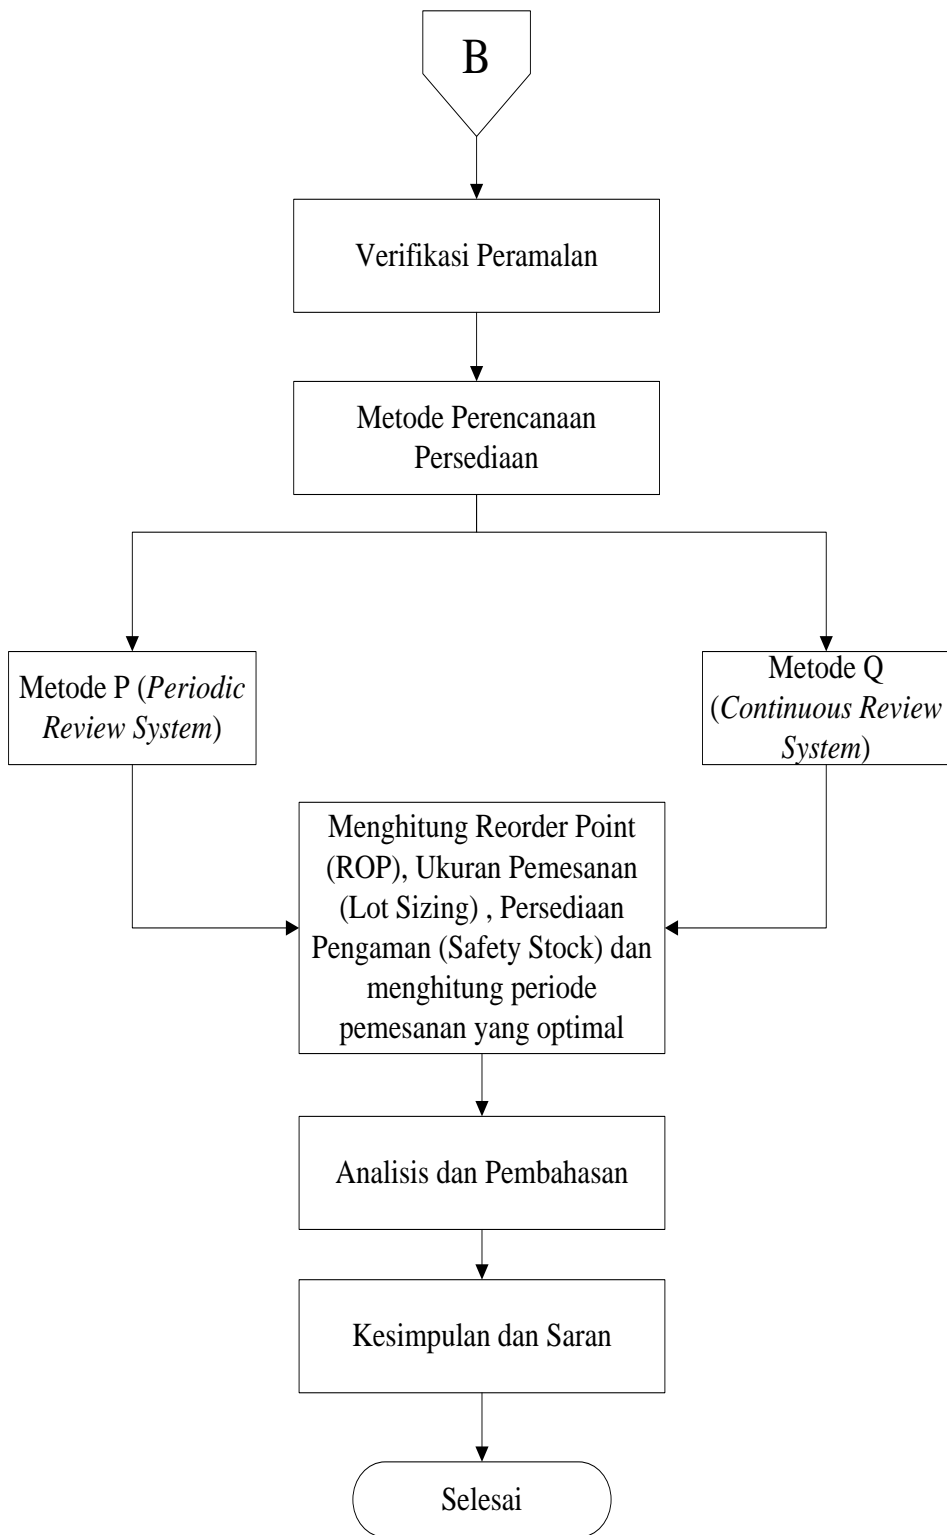 B
Verifikasi Peramalan
Metode Perencanaan
Persediaan
Metode P (Periodic
Review System)
Metode Q
(Continuous Review
System)
Menghitung Reorder Point
(ROP), Ukuran Pemesanan
(Lot Sizing) , Persediaan
Pengaman (Safety Stock) dan
menghitung periode
pemesanan yang optimal
Analisis dan Pembahasan
Kesimpulan dan Saran
Selesai